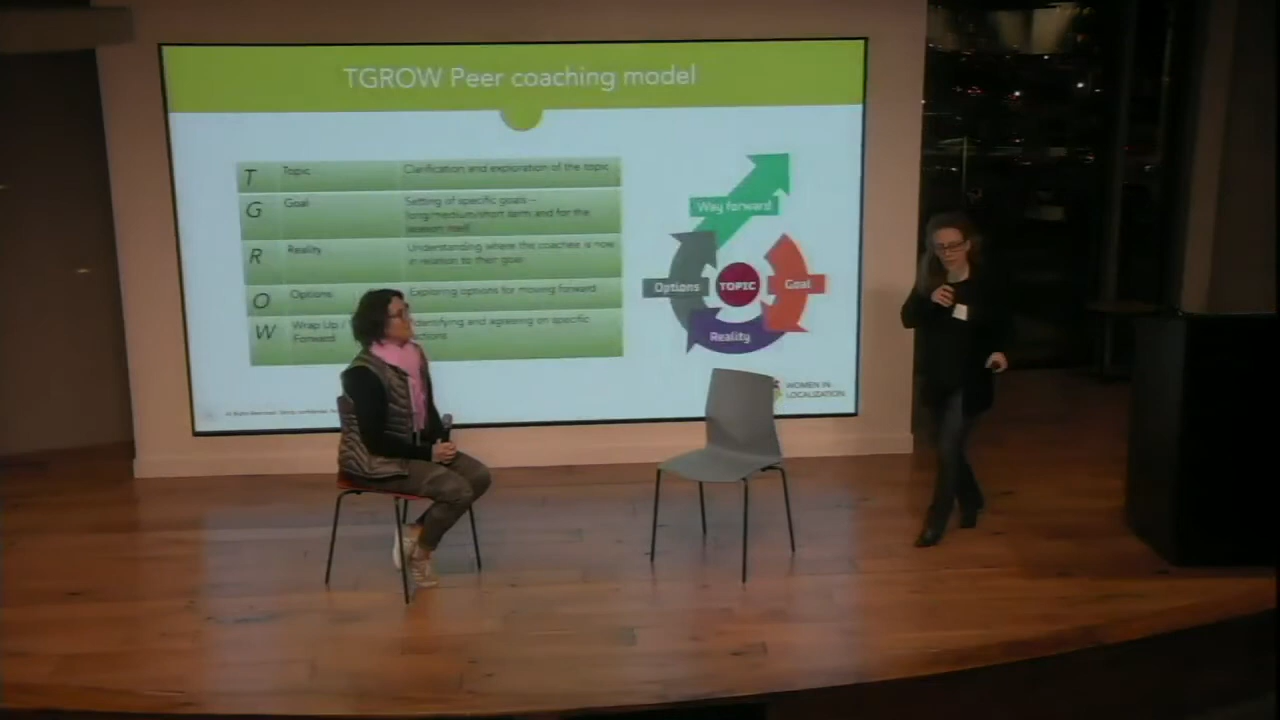 TGROW Peer coaching model
T Topic Clarification and exploration of the topic
G Goal Setting of specific goals –
long/medium/short term and for the
session itself
R Reality Understanding where the coachee is now
in relation to their goal
O Options Exploring options for moving forward
W Wrap Up / identifying and agreeing on specific
Forward actions
Way forward
Options
TOPIC
Goal
Reality
WOMEN IN
LOCALIZATION